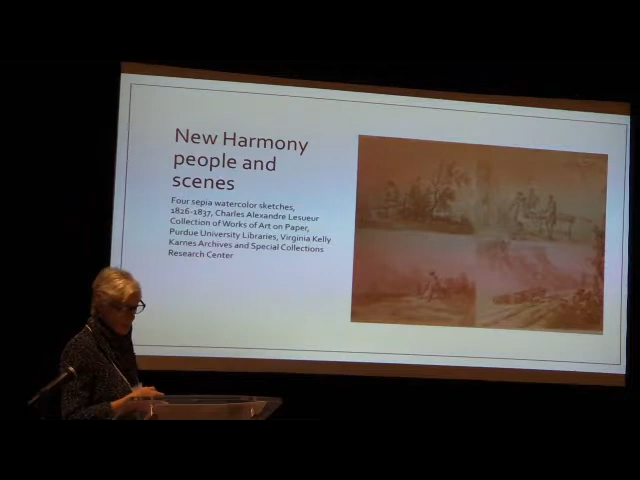 New Harmony
people and
scenes
Four sepia watercolor sketches,
1826-1837, Charles Alexandre Lesueur
Collection of Works of Art on Paper,
Purdue University Libraries, Virginia Kelly
Karnes Archives and Special Collections
Research Center